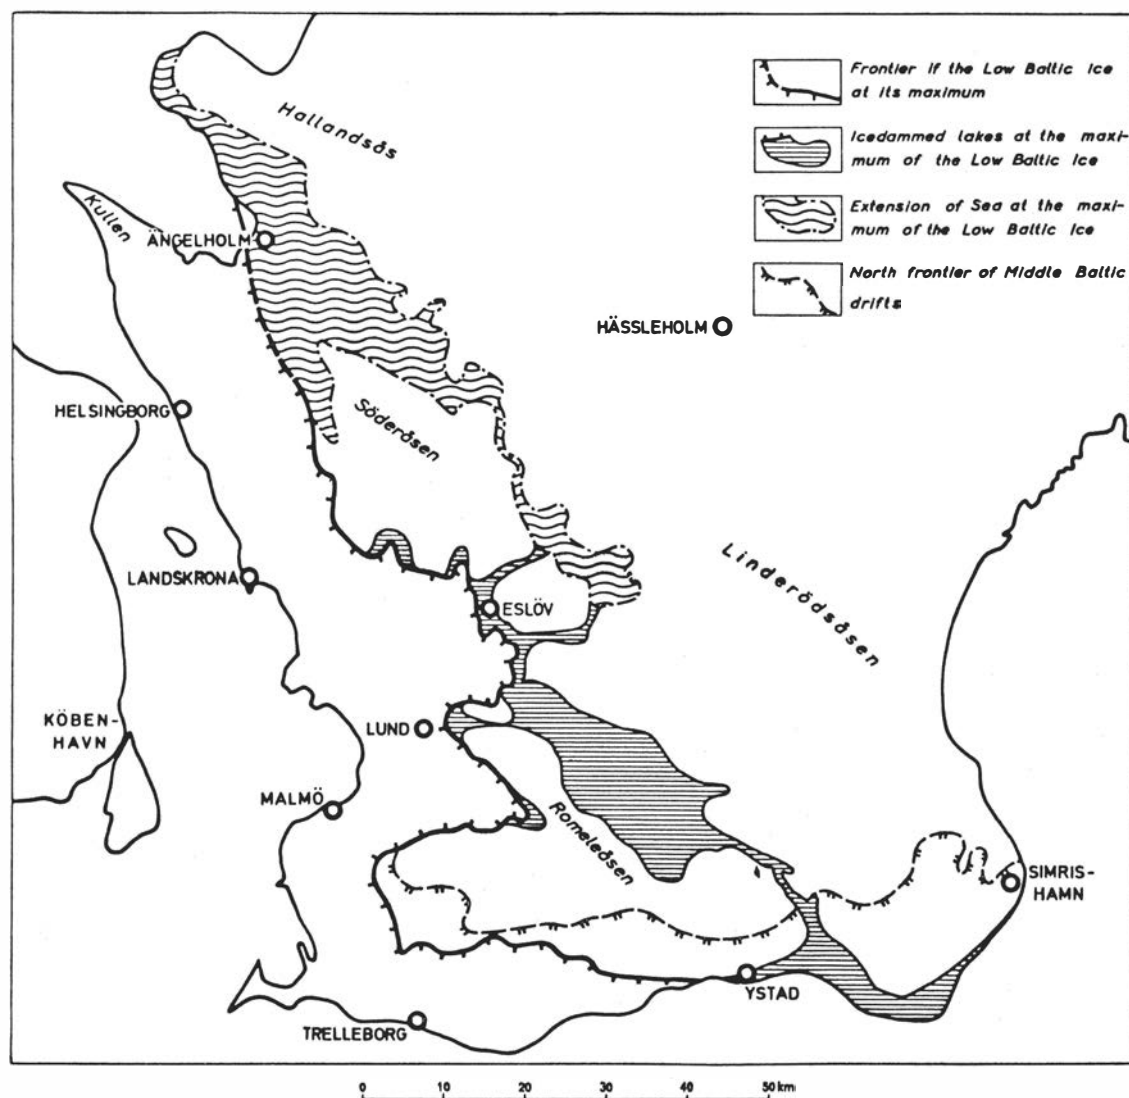 Frontier if the Low Baltic Ice
at its maximum
Icedammed lakes at the maxi-
mum of the Low Baltic Ice
Extension of Sea at the maxi-
mum of the Low Baltic Ice
North frontier of Middle Baltic
drifts
Hallandsås
Kullen
ÄNGELHOLM
HÄSSLEHOLM
HELSINGBORG
Söderåsen
LANDSKRONA
ESLÖV
Linderödsåsen
KÖBEN-
HAVN
LUND
MALMÖ
Romeleåsen
SIMRIS-
HAMN
YSTAD
TRELLEBORG
0 10 20 30 40 50 km